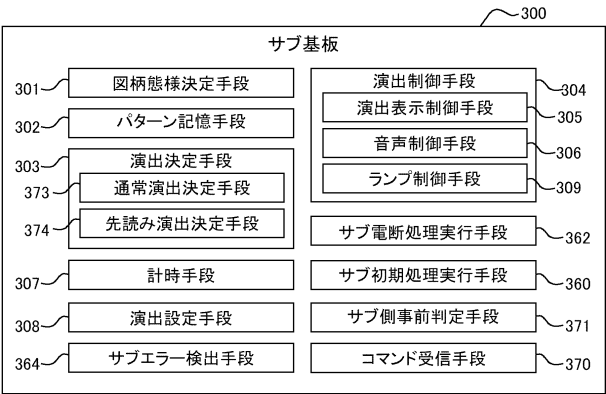 300
サブ基板
301 図柄態様決定手段
302 パターン記憶手段
303 演出決定手段
373 通常演出決定手段
374 先読み演出決定手段
307 計時手段
308 演出設定手段
364 サブエラー検出手段
演出制御手段 304
演出表示制御手段 305
音声制御手段 306
ランプ制御手段 309
サブ電断処理実行手段 362
サブ初期処理実行手段 360
サブ側事前判定手段 371
コマンド受信手段 370